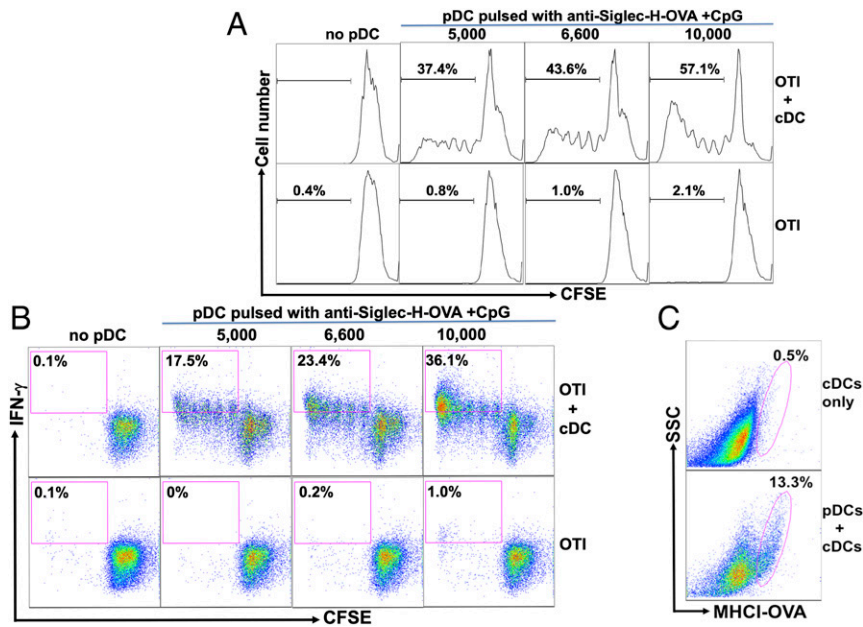 A
pDC pulsed with anti-Siglec-H-OVA +CpG
no pDC 5,000 6,600 10,000
37.4% 43.6% 57.1%
OTI
+
cDC
Cell number
0.4% 0.8% 1.0% 2.1%
OTI
CFSE
B
pDC pulsed with anti-Siglec-H-OVA +CpG
no pDC 5,000 6,600 10,000
0.1% 17.5% 23.4% 36.1%
OTI
+
cDC
IFN-γ
0.1% 0% 0.2% 1.0%
OTI
CFSE
C
0.5%
cDCs
only
SSC
13.3%
pDCs
+
cDCs
MHCI-OVA